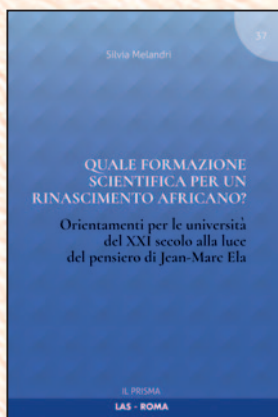 37
Silvia Melandri
QUALE FORMAZIONE
SCIENTIFICA PER UN
RINASCIMENTO AFRICANO?
Orientamenti per le università
del XXI secolo alla luce
del pensiero di Jean-Marc Ela
IL PRISMA
LAS - ROMA